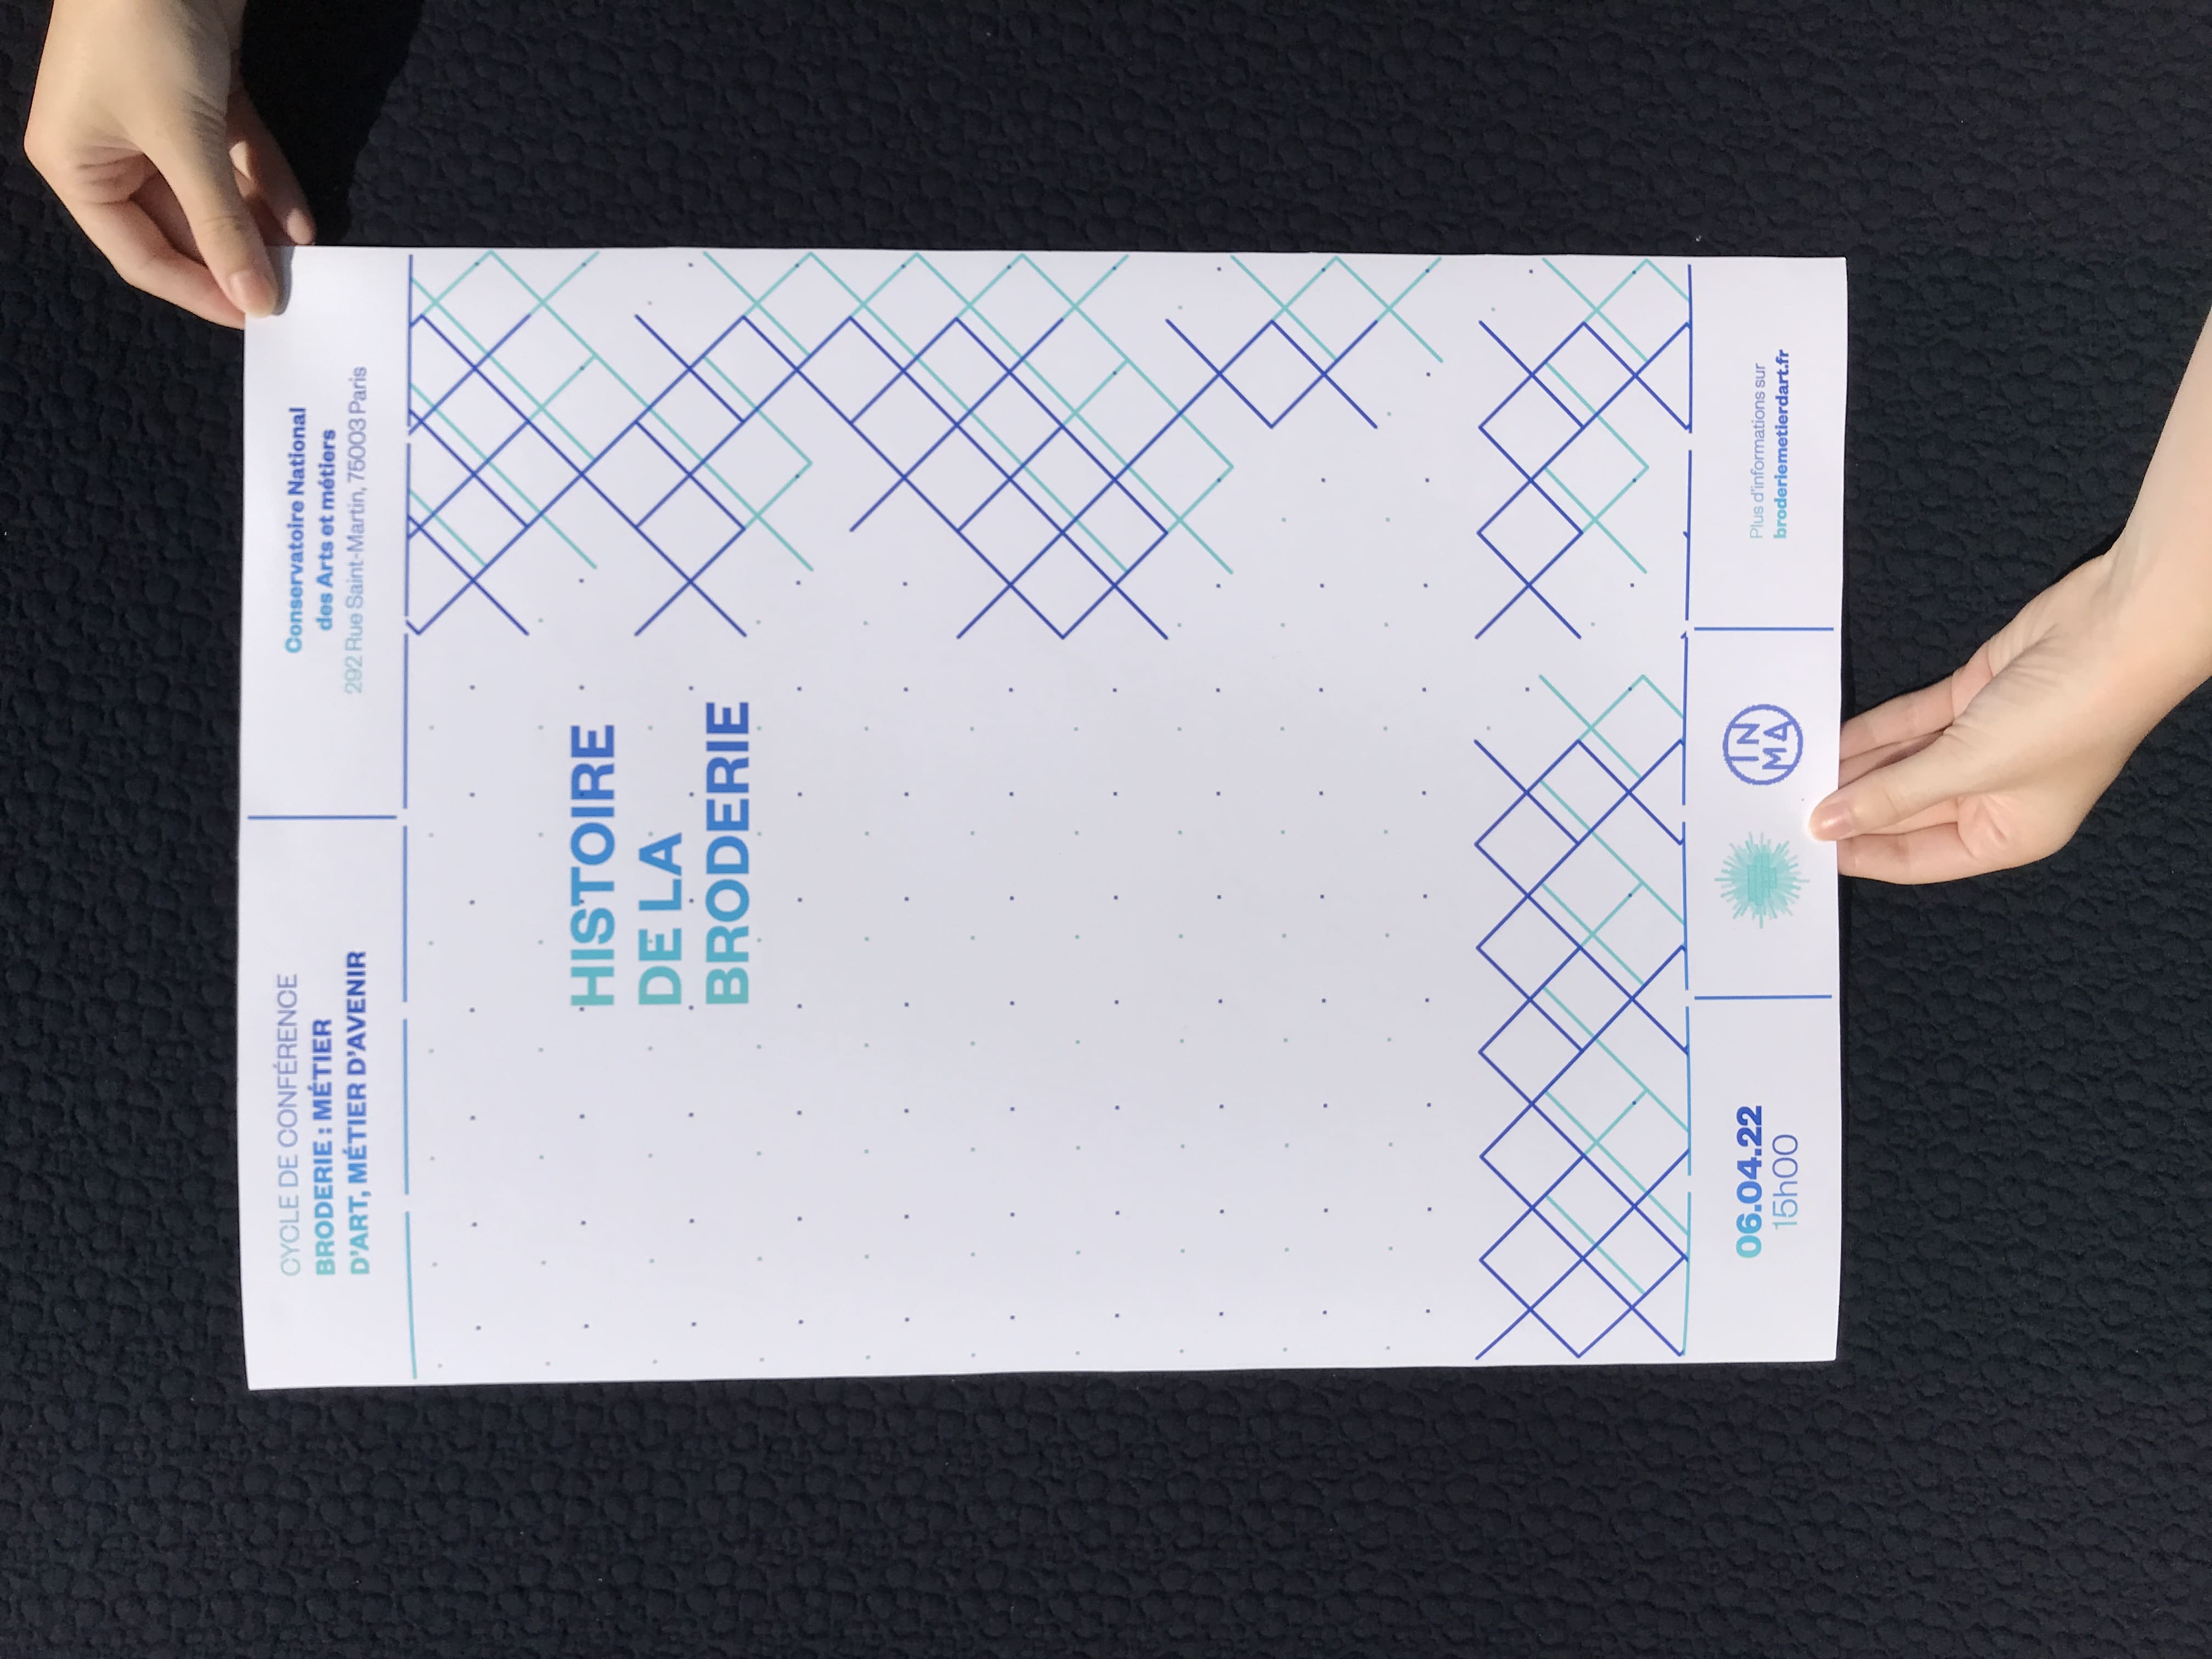 CYCLE DE CONFÉRENCE
BRODERIE : MÉTIER
D'ART, MÉTIER D'AVENIR
Conservatoire National
des Arts et métiers
292 Rue Saint-Martin, 75003 Paris
HISTOIRE
DE LA
BRODERIE
06.04.22
15h00
IN
MA
Plus d'informations sur
broderiemetierdart.fr